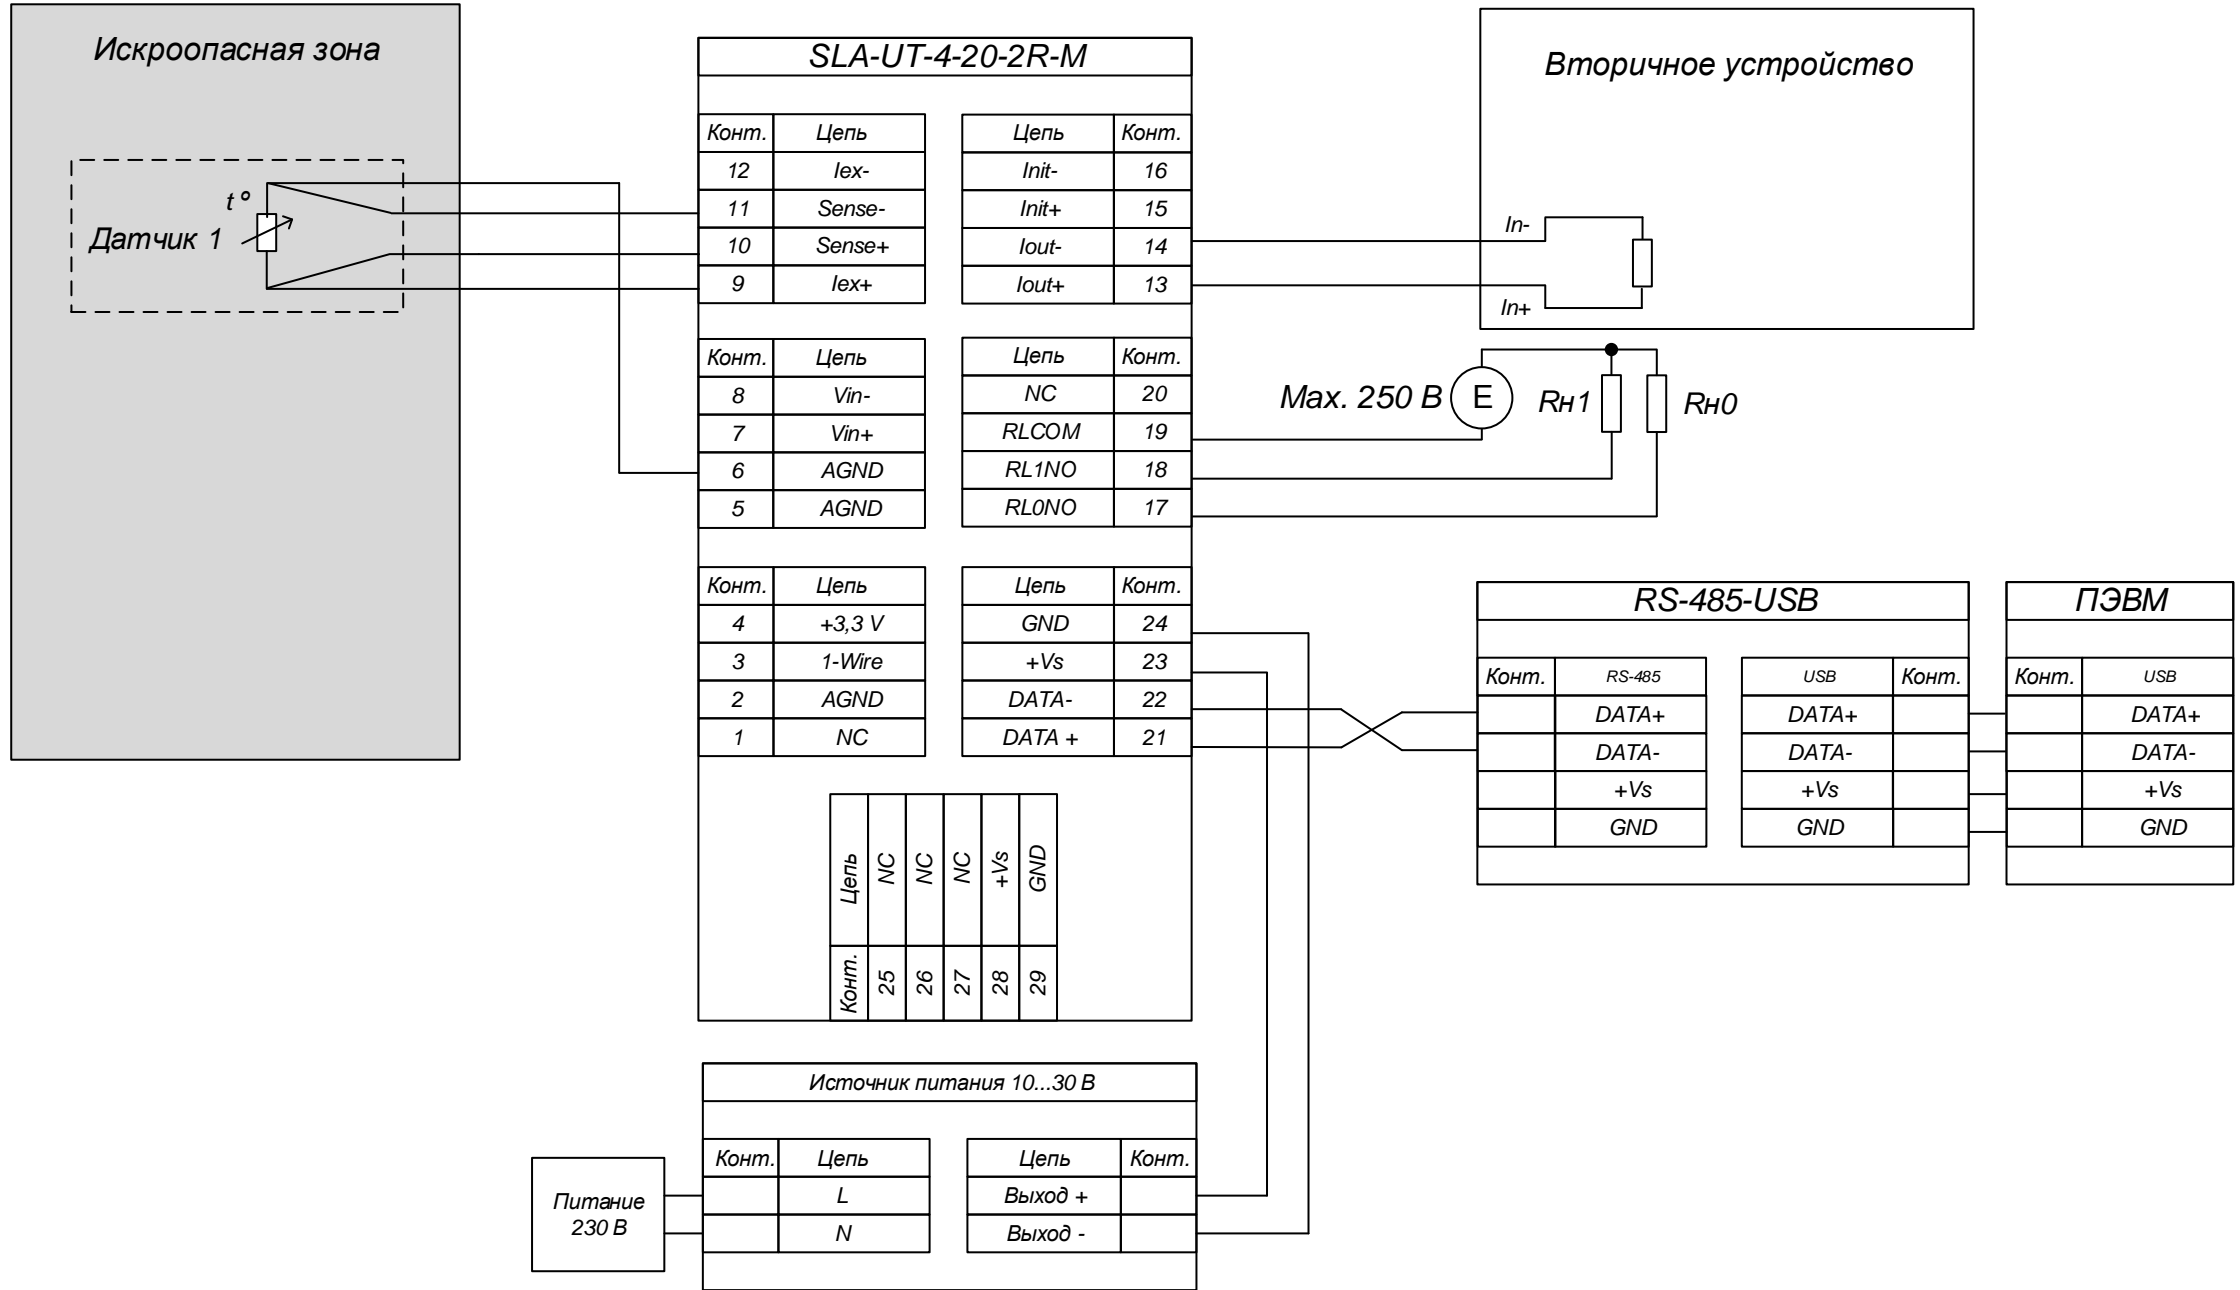 Искроопасная зона
t°
Датчик 1
SLA-UT-4-20-2R-M
Конт. Цепь
12 Iex-
11 Sense-
10 Sense+
9 Iex+
Цепь Конт.
Init- 16
Init+ 15
Iout- 14
Iout+ 13
Конт. Цепь
8 Vin-
7 Vin+
6 AGND
5 AGND
Цепь Конт.
NC 20
RLCOM 19
RL1NO 18
RL0NO 17
Конт. Цепь
4 +3,3 V
3 1-Wire
2 AGND
1 NC
Цепь Конт.
GND 24
+Vs 23
DATA- 22
DATA + 21
Цепь NC NC NC +Vs GND
Конт. 25 26 27 28 29
Вторичное устройство
In-
In+
Max. 250 В
E
Rн1
Rн0
RS-485-USB
Конт. RS-485
DATA+
DATA-
+Vs
GND
USB Конт.
DATA+
DATA-
+Vs
GND
ПЭВМ
Конт. USB
DATA+
DATA-
+Vs
GND
Источник питания 10...30 В
Конт. Цепь
L
N
Цепь Конт.
Выход +
Выход -
Питание
230 В